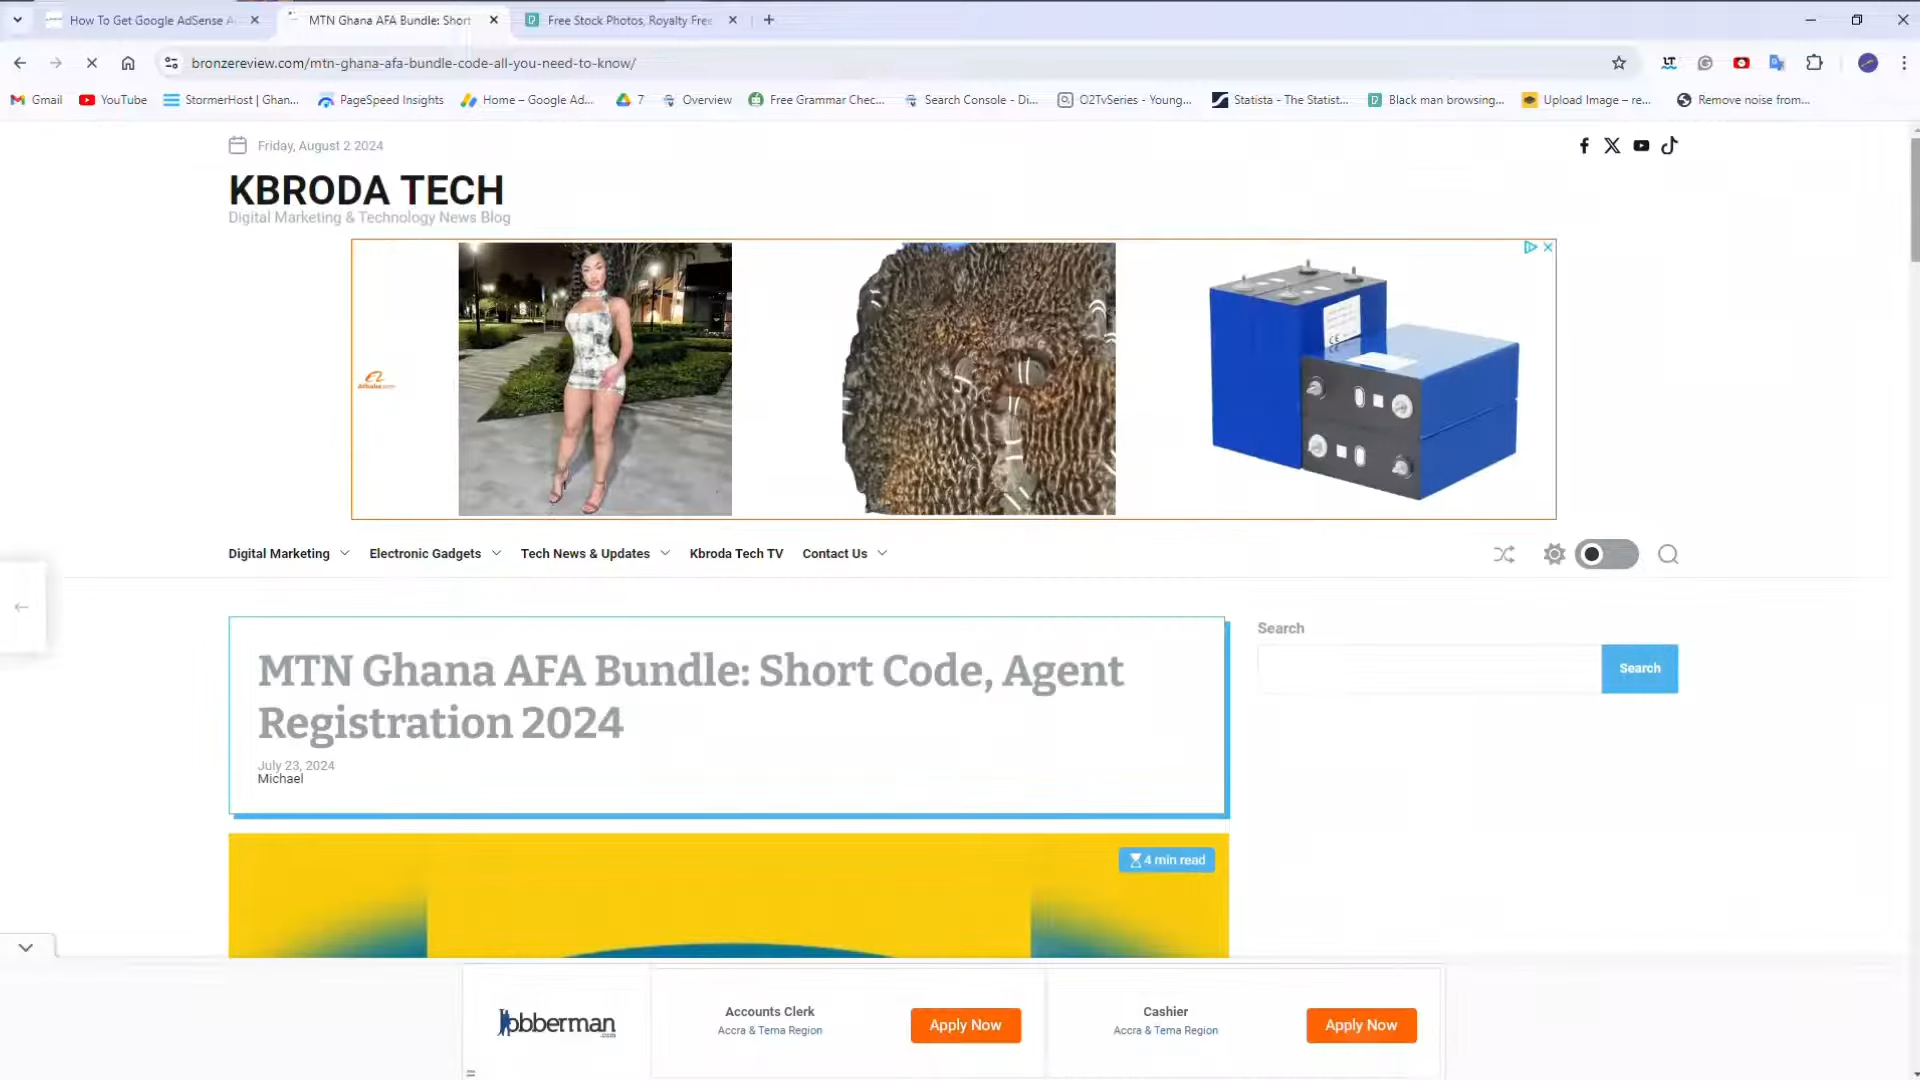 How To Get Google AdSense A
MTN Ghana AFA Bundle: Short
Free Stock Photos, Royalty Free
bronzereview.com/mtn-ghana-afa-bundle-code-all-you-need-to-know/
Gmail
YouTube
StormerHost | Ghan...
PageSpeed Insights
Home – Google Ad...
7
Overview
Free Grammar Chec...
Search Console - Di...
O2TvSeries - Young...
Statista - The Statist...
Black man browsing...
Upload Image – re...
Remove noise from...
Friday, August 2 2024
KBRODA TECH
Digital Marketing & Technology News Blog
Alibaba.com
Digital Marketing
Electronic Gadgets
Tech News & Updates
Kbroda Tech TV
Contact Us
MTN Ghana AFA Bundle: Short Code, Agent
Registration 2024
July 23, 2024
Michael
Search
Search
4 min read
Jobberman
Accounts Clerk
Accra & Tema Region
Apply Now
Cashier
Accra & Tema Region
Apply Now